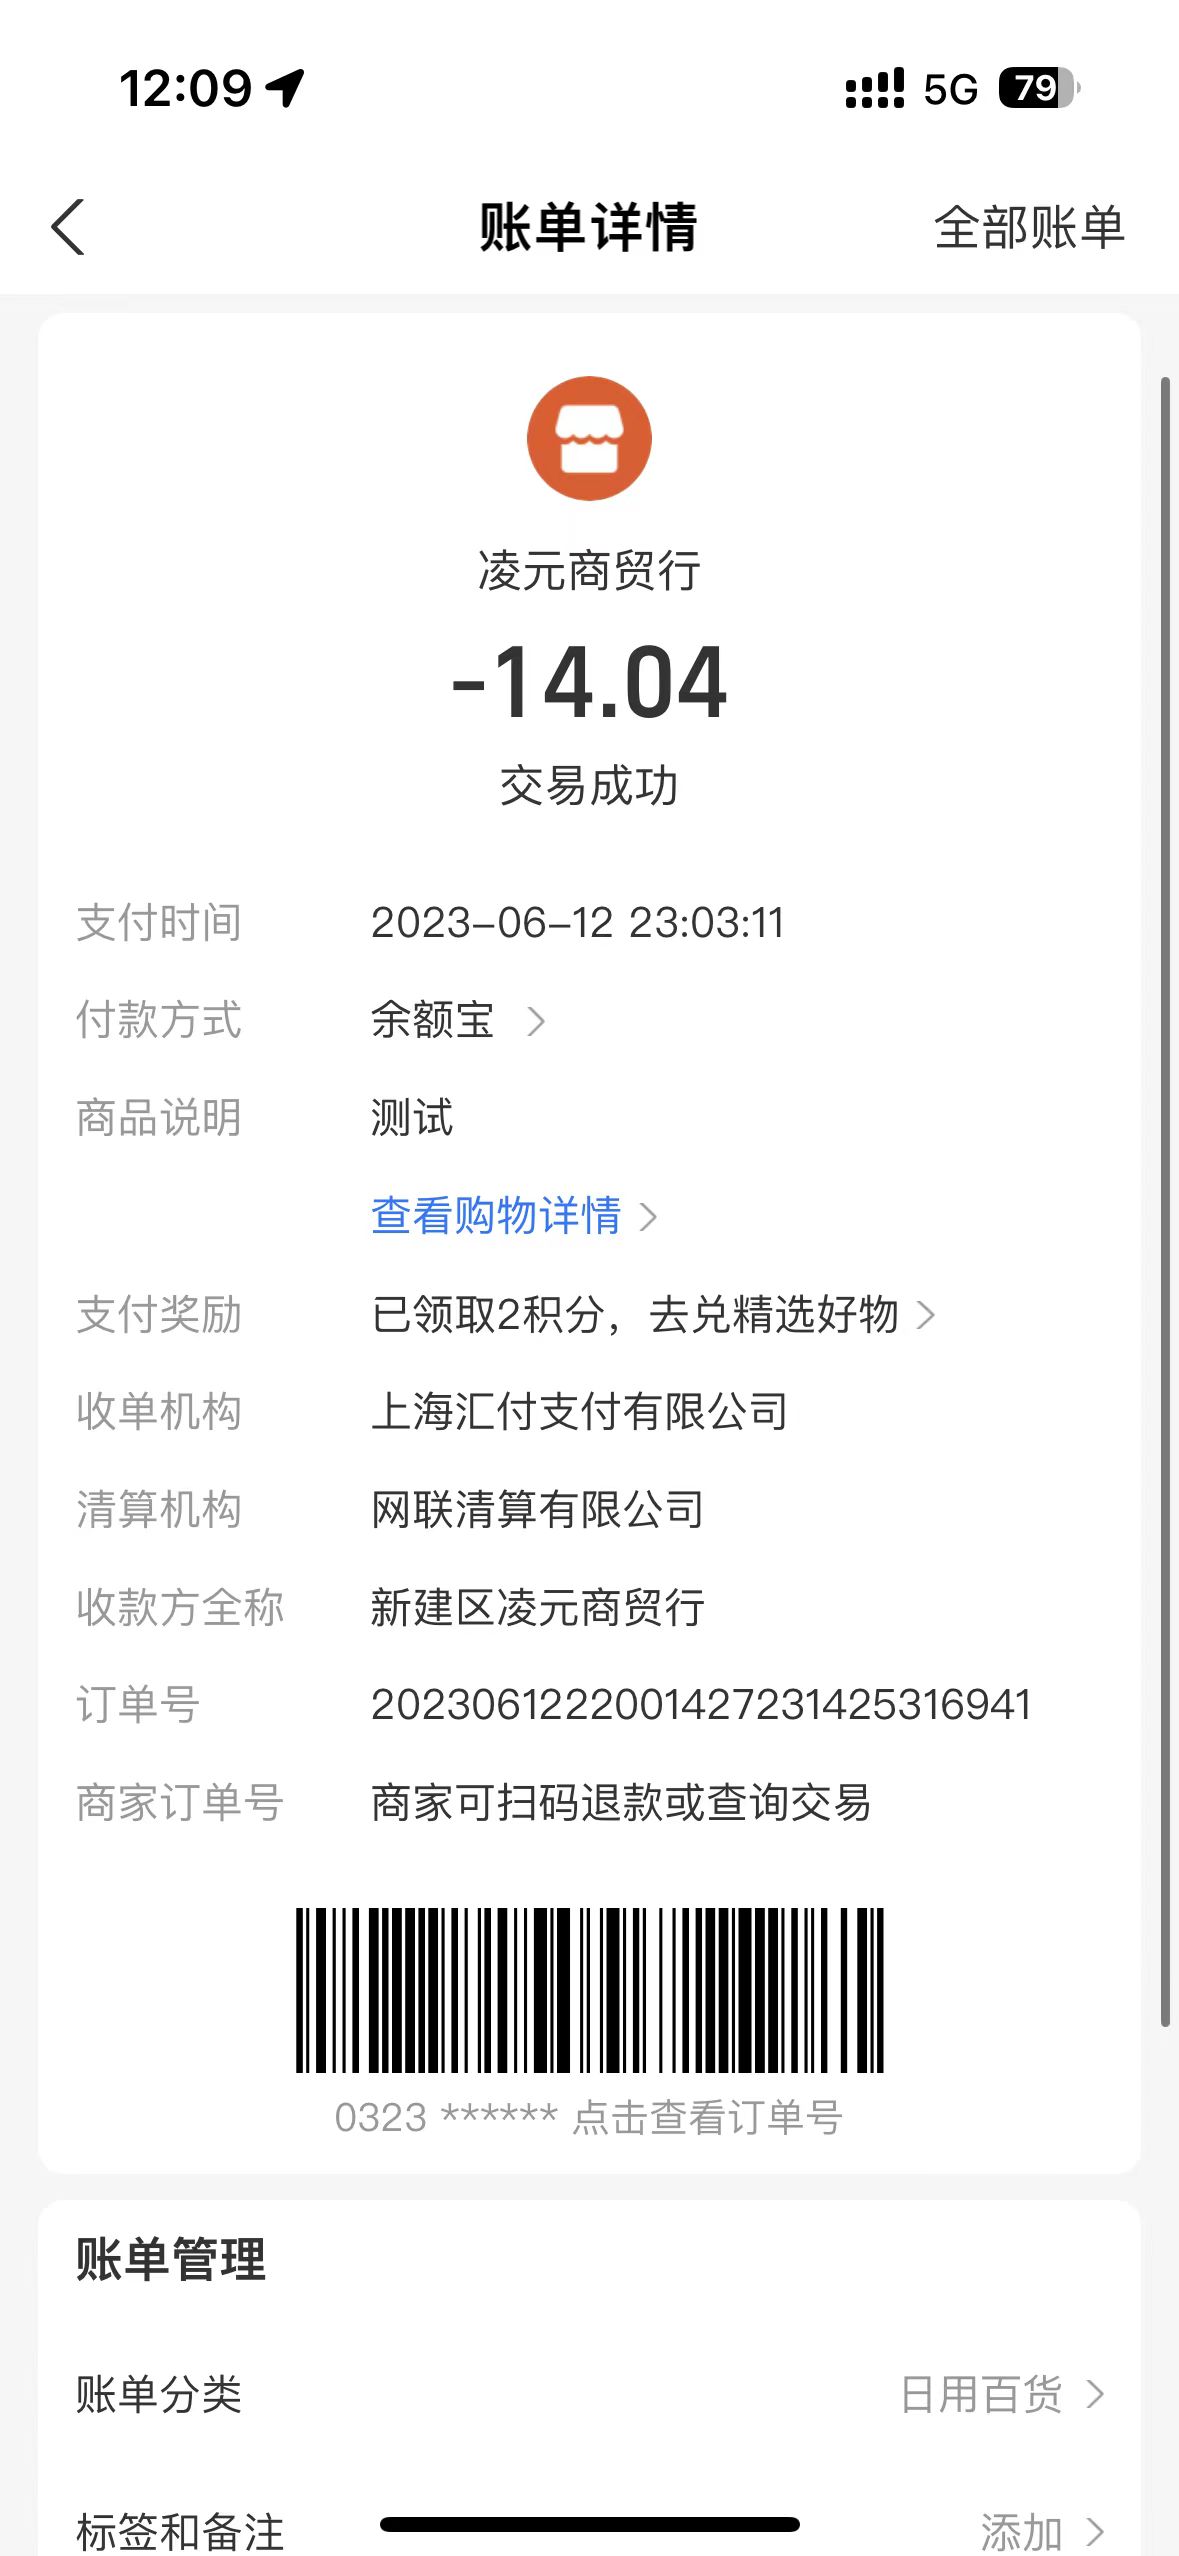 12:09 5G 79
账单详情 全部账单
凌元商贸行
-14.04
交易成功
支付时间 2023-06-12 23:03:11
付款方式 余额宝
商品说明 测试
查看购物详情
支付奖励 已领取2积分，去兑精选好物
收单机构 上海汇付支付有限公司
清算机构 网联清算有限公司
收款方全称 新建区凌元商贸行
订单号 2023061222001427231425316941
商家订单号 商家可扫码退款或查询交易
0323 ****** 点击查看订单号
账单管理
账单分类 日用百货
标签和备注 添加